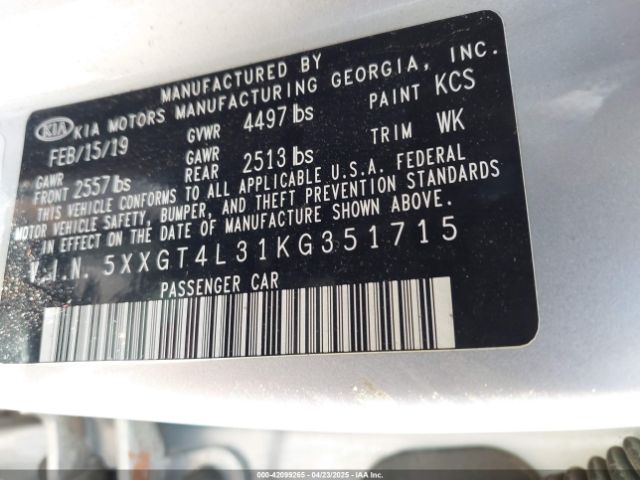 MANUFACTURED BY
KIA KIA MOTORS MANUFACTURING GEORGIA, INC.
FEB/15/19 GVWR 4497 lbs PAINT KCS
GAWR FRONT 2557 lbs GAWR REAR 2513 lbs TRIM WK
THIS VEHICLE CONFORMS TO ALL APPLICABLE U.S.A. FEDERAL
MOTOR VEHICLE SAFETY, BUMPER, AND THEFT PREVENTION STANDARDS
IN EFFECT ON THE DATE OF MANUFACTURE SHOWN ABOVE.
V.I.N. 5XXGT4L31KG351715
PASSENGER CAR
000-42099265 - 04/23/2025 - IAAI, Inc.